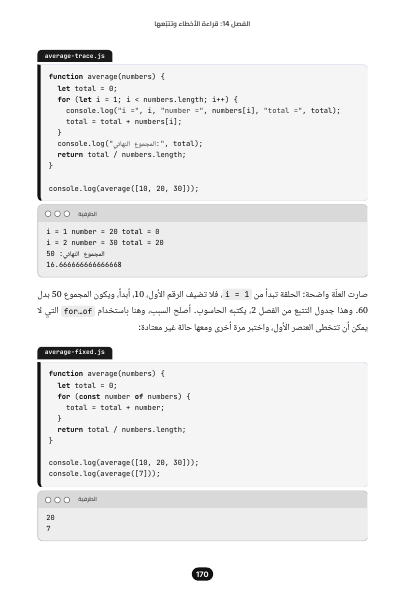 الفصل 14: قراءة الأخطاء وتتبّعها
average-trace.js
function average(numbers) {
  let total = 0;
  for (let i = 1; i < numbers.length; i++) {
    console.log("i =", i, "number =", numbers[i], "total =", total);
    total = total + numbers[i];
  }
  console.log("المجموع النهائي:", total);
  return total / numbers.length;
}

console.log(average([10, 20, 30]));
الطرفية
i = 1 number = 20 total = 0
i = 2 number = 30 total = 20
المجموع النهائي: 50
16.666666666666668
صارت العلّة واضحة: الحلقة تبدأ من i = 1، فلا تضيف الرقم الأول، 10، أبداً، ويكون المجموع 50 بدل
60. وهذا جدول التتبع من الفصل 2، يكتبه الحاسوب. أصلح السبب، وهنا باستخدام for…of التي لا
يمكن أن تتخطى العنصر الأول، واختبر مرة أخرى ومعها حالة غير معتادة:
average-fixed.js
function average(numbers) {
  let total = 0;
  for (const number of numbers) {
    total = total + number;
  }
  return total / numbers.length;
}

console.log(average([10, 20, 30]));
console.log(average([7]));
الطرفية
20
7
170